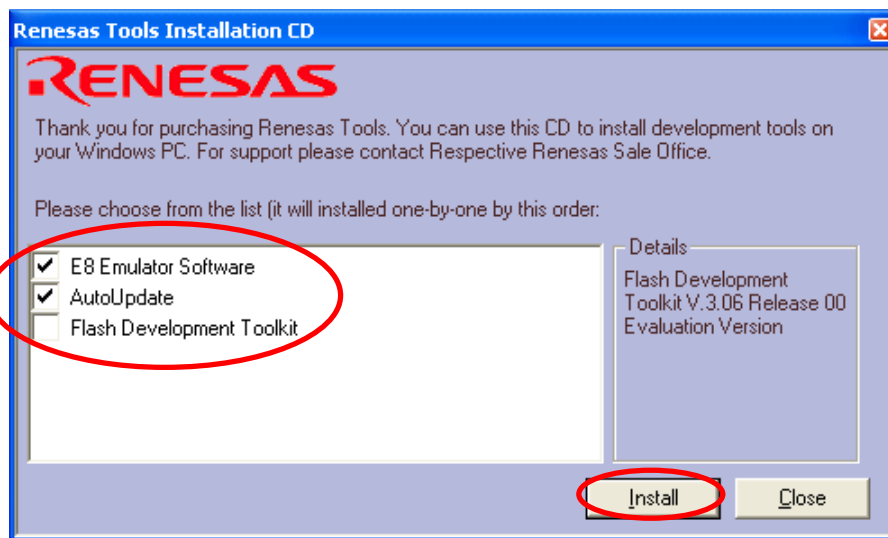 Renesas Tools Installation CD
RENESAS
Thank you for purchasing Renesas Tools. You can use this CD to install development tools on
your Windows PC. For support please contact Respective Renesas Sale Office.
Please choose from the list (it will installed one-by-one by this order:
E8 Emulator Software
AutoUpdate
Flash Development Toolkit
Details
Flash Development
Toolkit V.3.06 Release 00
Evaluation Version
Install
Close